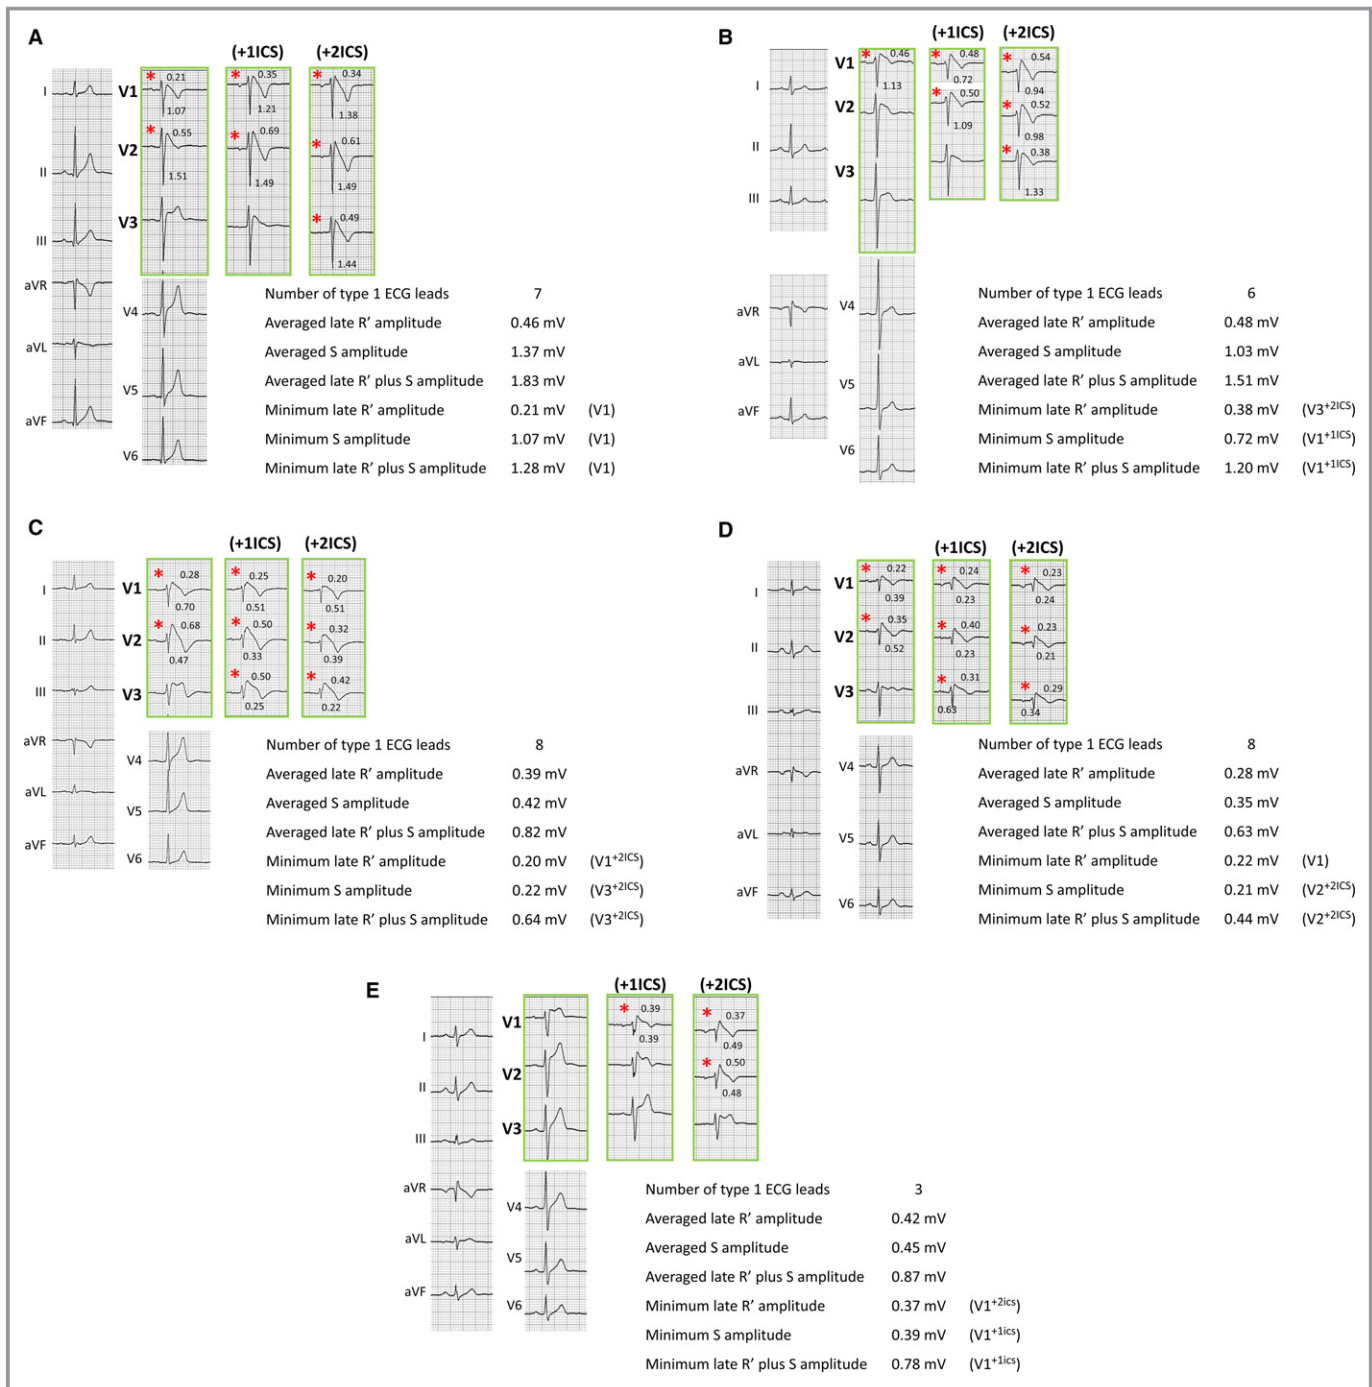 A
(+1ICS) (+2ICS)
I V1 * 0.21 * 0.35 * 0.34
1.07 1.21 1.38
II V2 * 0.55 * 0.69 * 0.61
1.51 1.49 1.49
III V3 * 0.49
1.44
aVR V4
aVL V5
aVF V6
Number of type 1 ECG leads 7
Averaged late R’ amplitude 0.46 mV
Averaged S amplitude 1.37 mV
Averaged late R’ plus S amplitude 1.83 mV
Minimum late R’ amplitude 0.21 mV (V1)
Minimum S amplitude 1.07 mV (V1)
Minimum late R’ plus S amplitude 1.28 mV (V1)
B
(+1ICS) (+2ICS)
I V1 * 0.46 * 0.48 * 0.54
1.13 0.72 0.94
II V2 * 0.50 * 0.52
1.09 0.98
III V3 * 0.38
1.33
aVR V4
aVL V5
aVF V6
Number of type 1 ECG leads 6
Averaged late R’ amplitude 0.48 mV
Averaged S amplitude 1.03 mV
Averaged late R’ plus S amplitude 1.51 mV
Minimum late R’ amplitude 0.38 mV (V3+2ICS)
Minimum S amplitude 0.72 mV (V1+1ICS)
Minimum late R’ plus S amplitude 1.20 mV (V1+1ICS)
C
(+1ICS) (+2ICS)
I V1 * 0.28 * 0.25 * 0.20
0.70 0.51 0.51
II V2 * 0.68 * 0.50 * 0.32
0.47 0.33 0.39
III V3 * 0.50 * 0.42
0.25 0.22
aVR V4
aVL V5
aVF V6
Number of type 1 ECG leads 8
Averaged late R’ amplitude 0.39 mV
Averaged S amplitude 0.42 mV
Averaged late R’ plus S amplitude 0.82 mV
Minimum late R’ amplitude 0.20 mV (V1+2ICS)
Minimum S amplitude 0.22 mV (V3+2ICS)
Minimum late R’ plus S amplitude 0.64 mV (V3+2ICS)
D
(+1ICS) (+2ICS)
I V1 * 0.22 * 0.24 * 0.23
0.39 0.23 0.24
II V2 * 0.35 * 0.40 * 0.23
0.52 0.23 0.21
III V3 * 0.31 * 0.29
0.63 0.34
aVR V4
aVL V5
aVF V6
Number of type 1 ECG leads 8
Averaged late R’ amplitude 0.28 mV
Averaged S amplitude 0.35 mV
Averaged late R’ plus S amplitude 0.63 mV
Minimum late R’ amplitude 0.22 mV (V1)
Minimum S amplitude 0.21 mV (V2+2ICS)
Minimum late R’ plus S amplitude 0.44 mV (V2+2ICS)
E
(+1ICS) (+2ICS)
I V1 * 0.39 * 0.37
0.39 0.49
II V2 * 0.50
0.48
III V3
aVR V4
aVL V5
aVF V6
Number of type 1 ECG leads 3
Averaged late R’ amplitude 0.42 mV
Averaged S amplitude 0.45 mV
Averaged late R’ plus S amplitude 0.87 mV
Minimum late R’ amplitude 0.37 mV (V1+2ics)
Minimum S amplitude 0.39 mV (V1+1ics)
Minimum late R’ plus S amplitude 0.78 mV (V1+1ics)